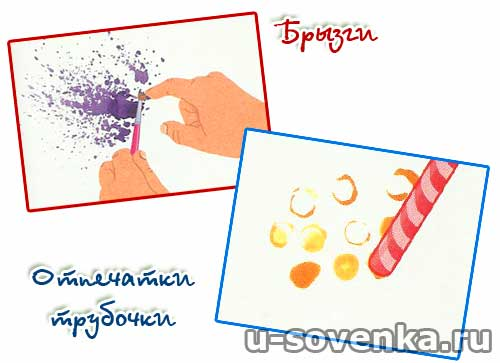 Брызги
Отпечатки
трубочки
u-sovenka.ru